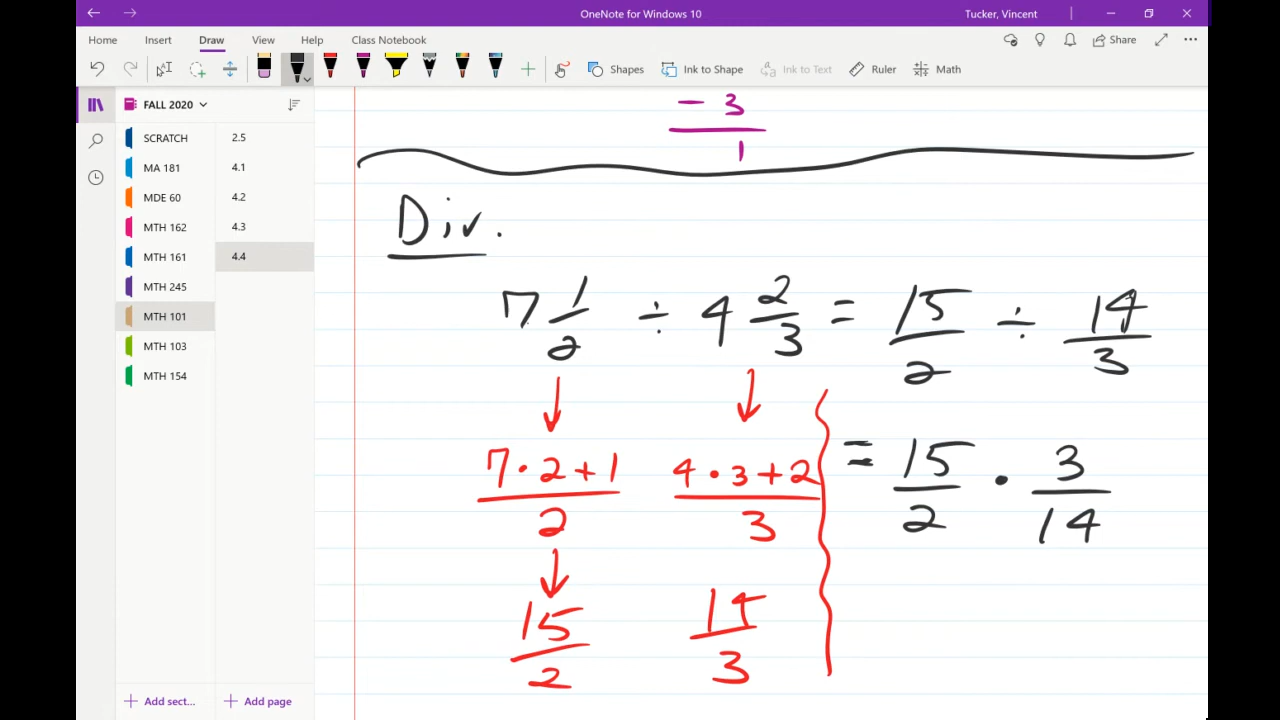 OneNote for Windows 10
Tucker, Vincent
Home Insert Draw View Help Class Notebook
Share
Shapes Ink to Shape Ink to Text Ruler Math
FALL 2020
SCRATCH
MA 181
MDE 60
MTH 162
MTH 161
MTH 245
MTH 101
MTH 103
MTH 154
2.5
4.1
4.2
4.3
4.4
Add sect...
Add page
- 3
1
Div.
7 1/2 ÷ 4 2/3 = 15/2 ÷ 14/3
= 15/2 · 3/14
7·2+1 / 2
4·3+2 / 3
15/2
14/3